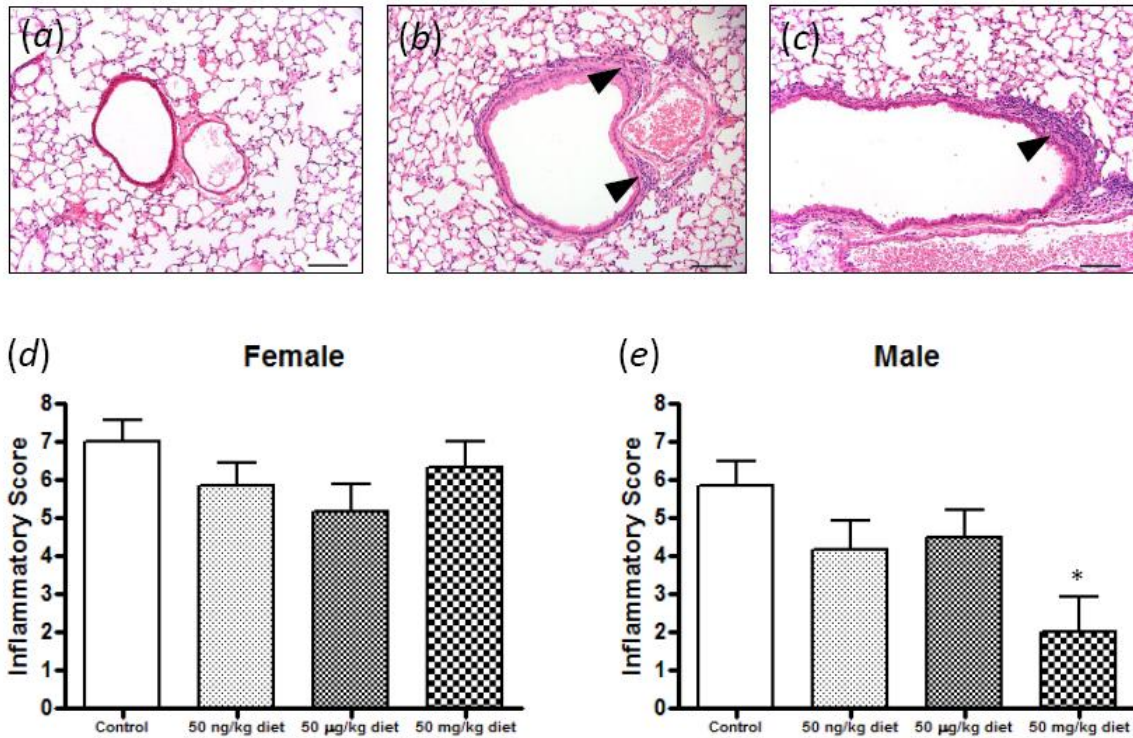 (a)
(b)
(c)
(d)
Female
Inflammatory Score
8
7
6
5
4
3
2
1
0
Control
50 ng/kg diet
50 µg/kg diet
50 mg/kg diet
(e)
Male
Inflammatory Score
8
7
6
5
4
3
2
1
0
*
Control
50 ng/kg diet
50 µg/kg diet
50 mg/kg diet